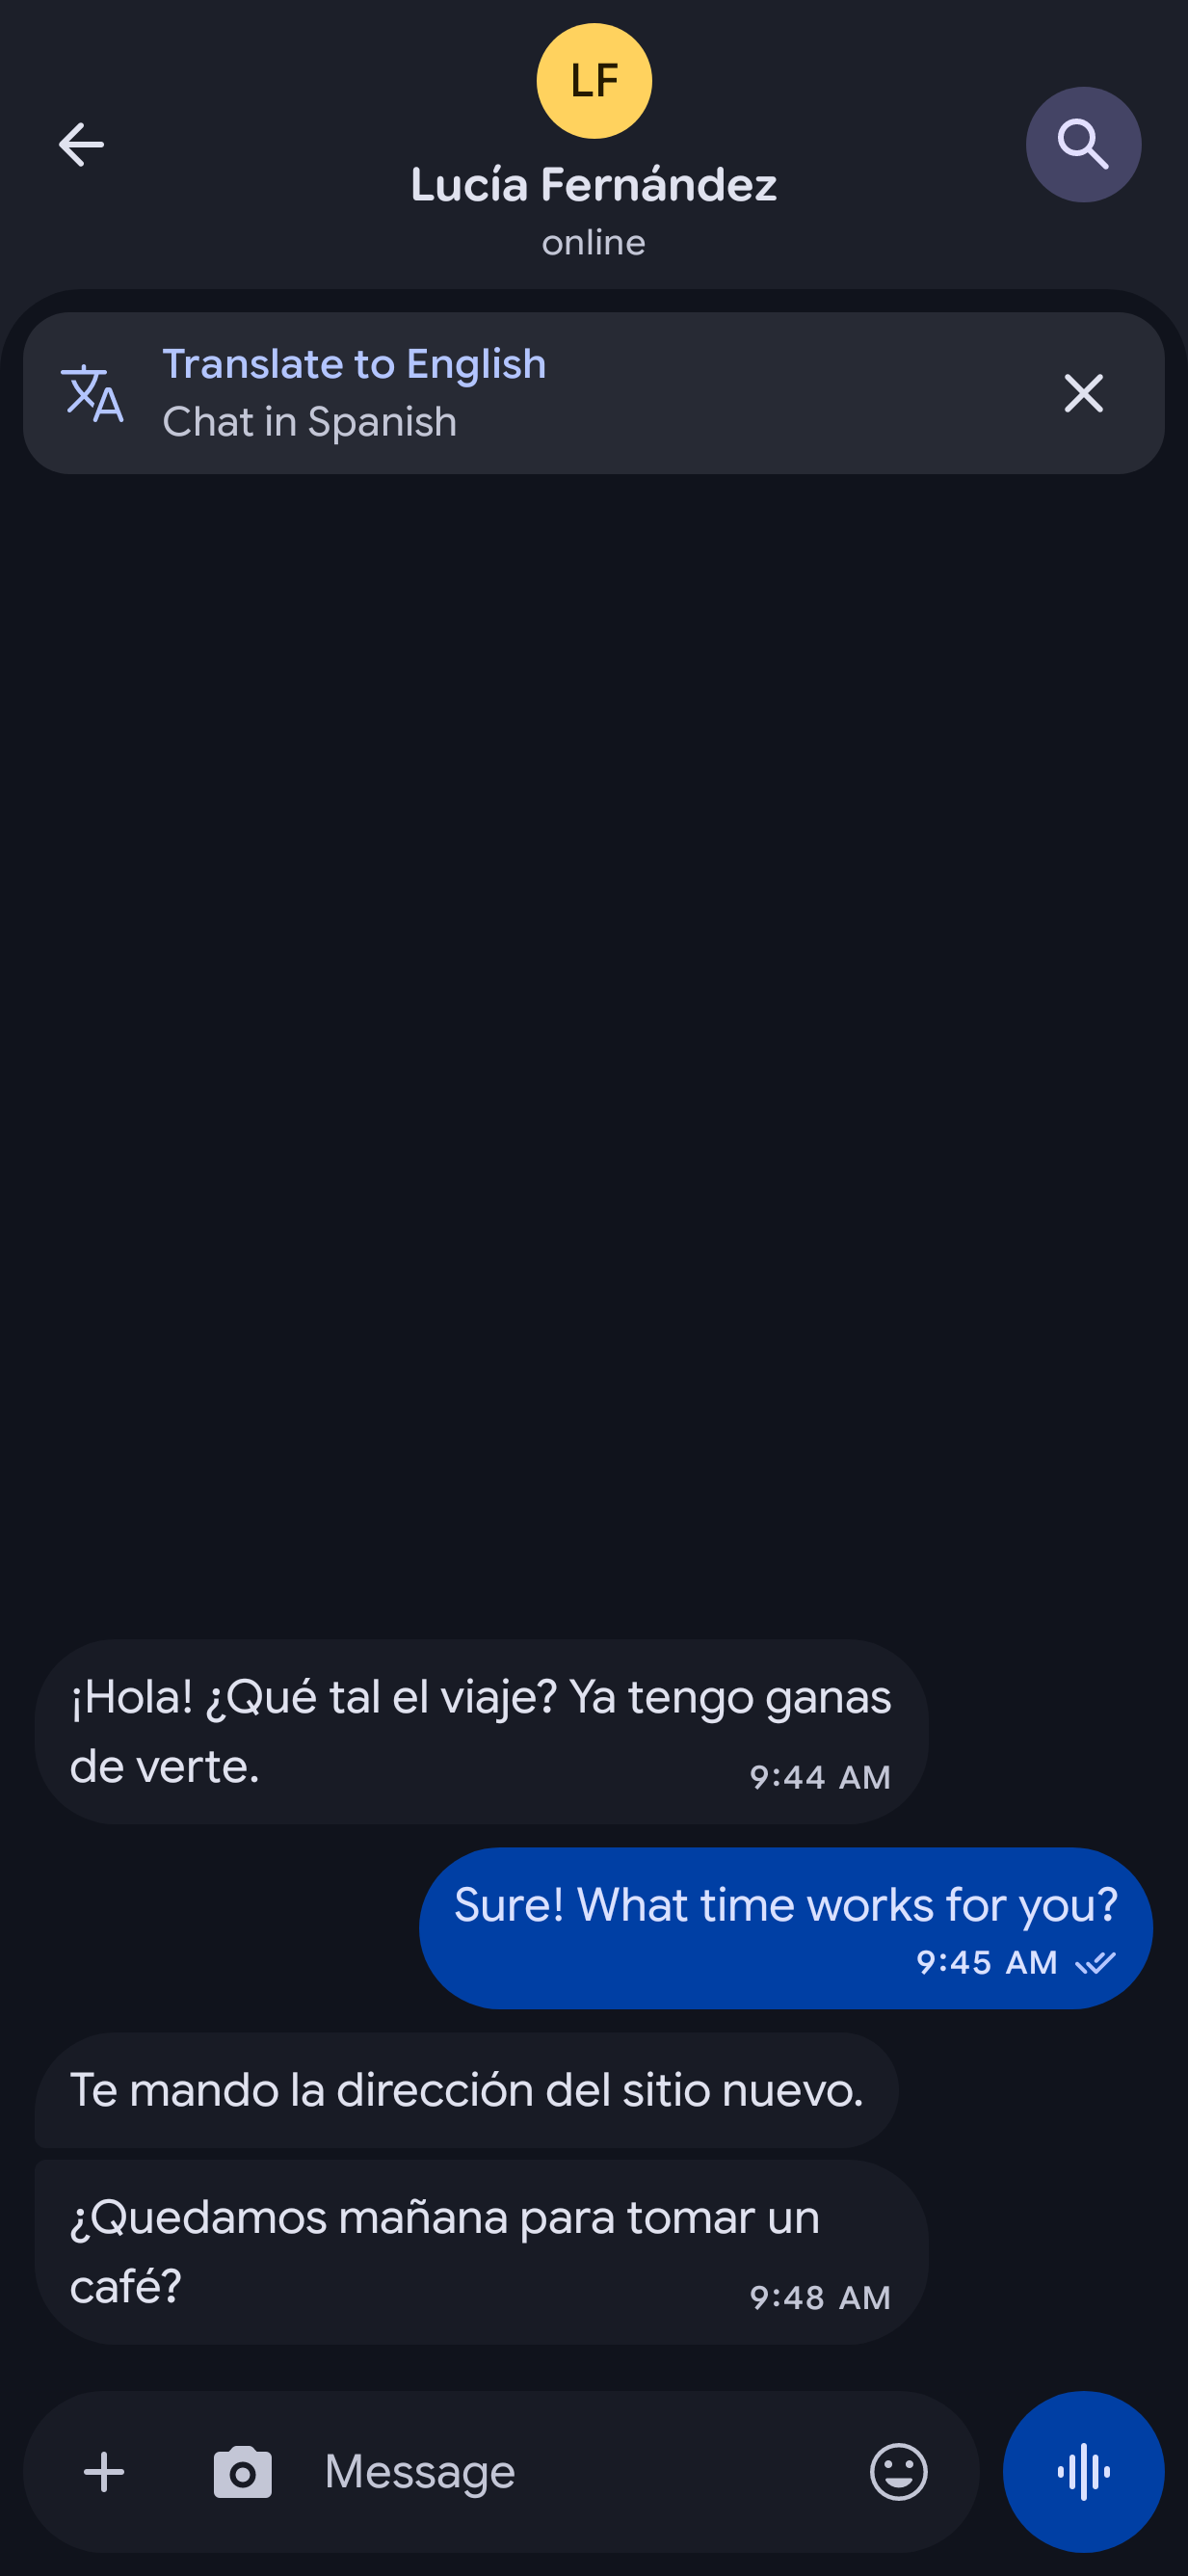 LF
Lucía Fernández
online
Translate to English
Chat in Spanish
¡Hola! ¿Qué tal el viaje? Ya tengo ganas
de verte.
9:44 AM
Sure! What time works for you?
9:45 AM
Te mando la dirección del sitio nuevo.
¿Quedamos mañana para tomar un
café?
9:48 AM
Message